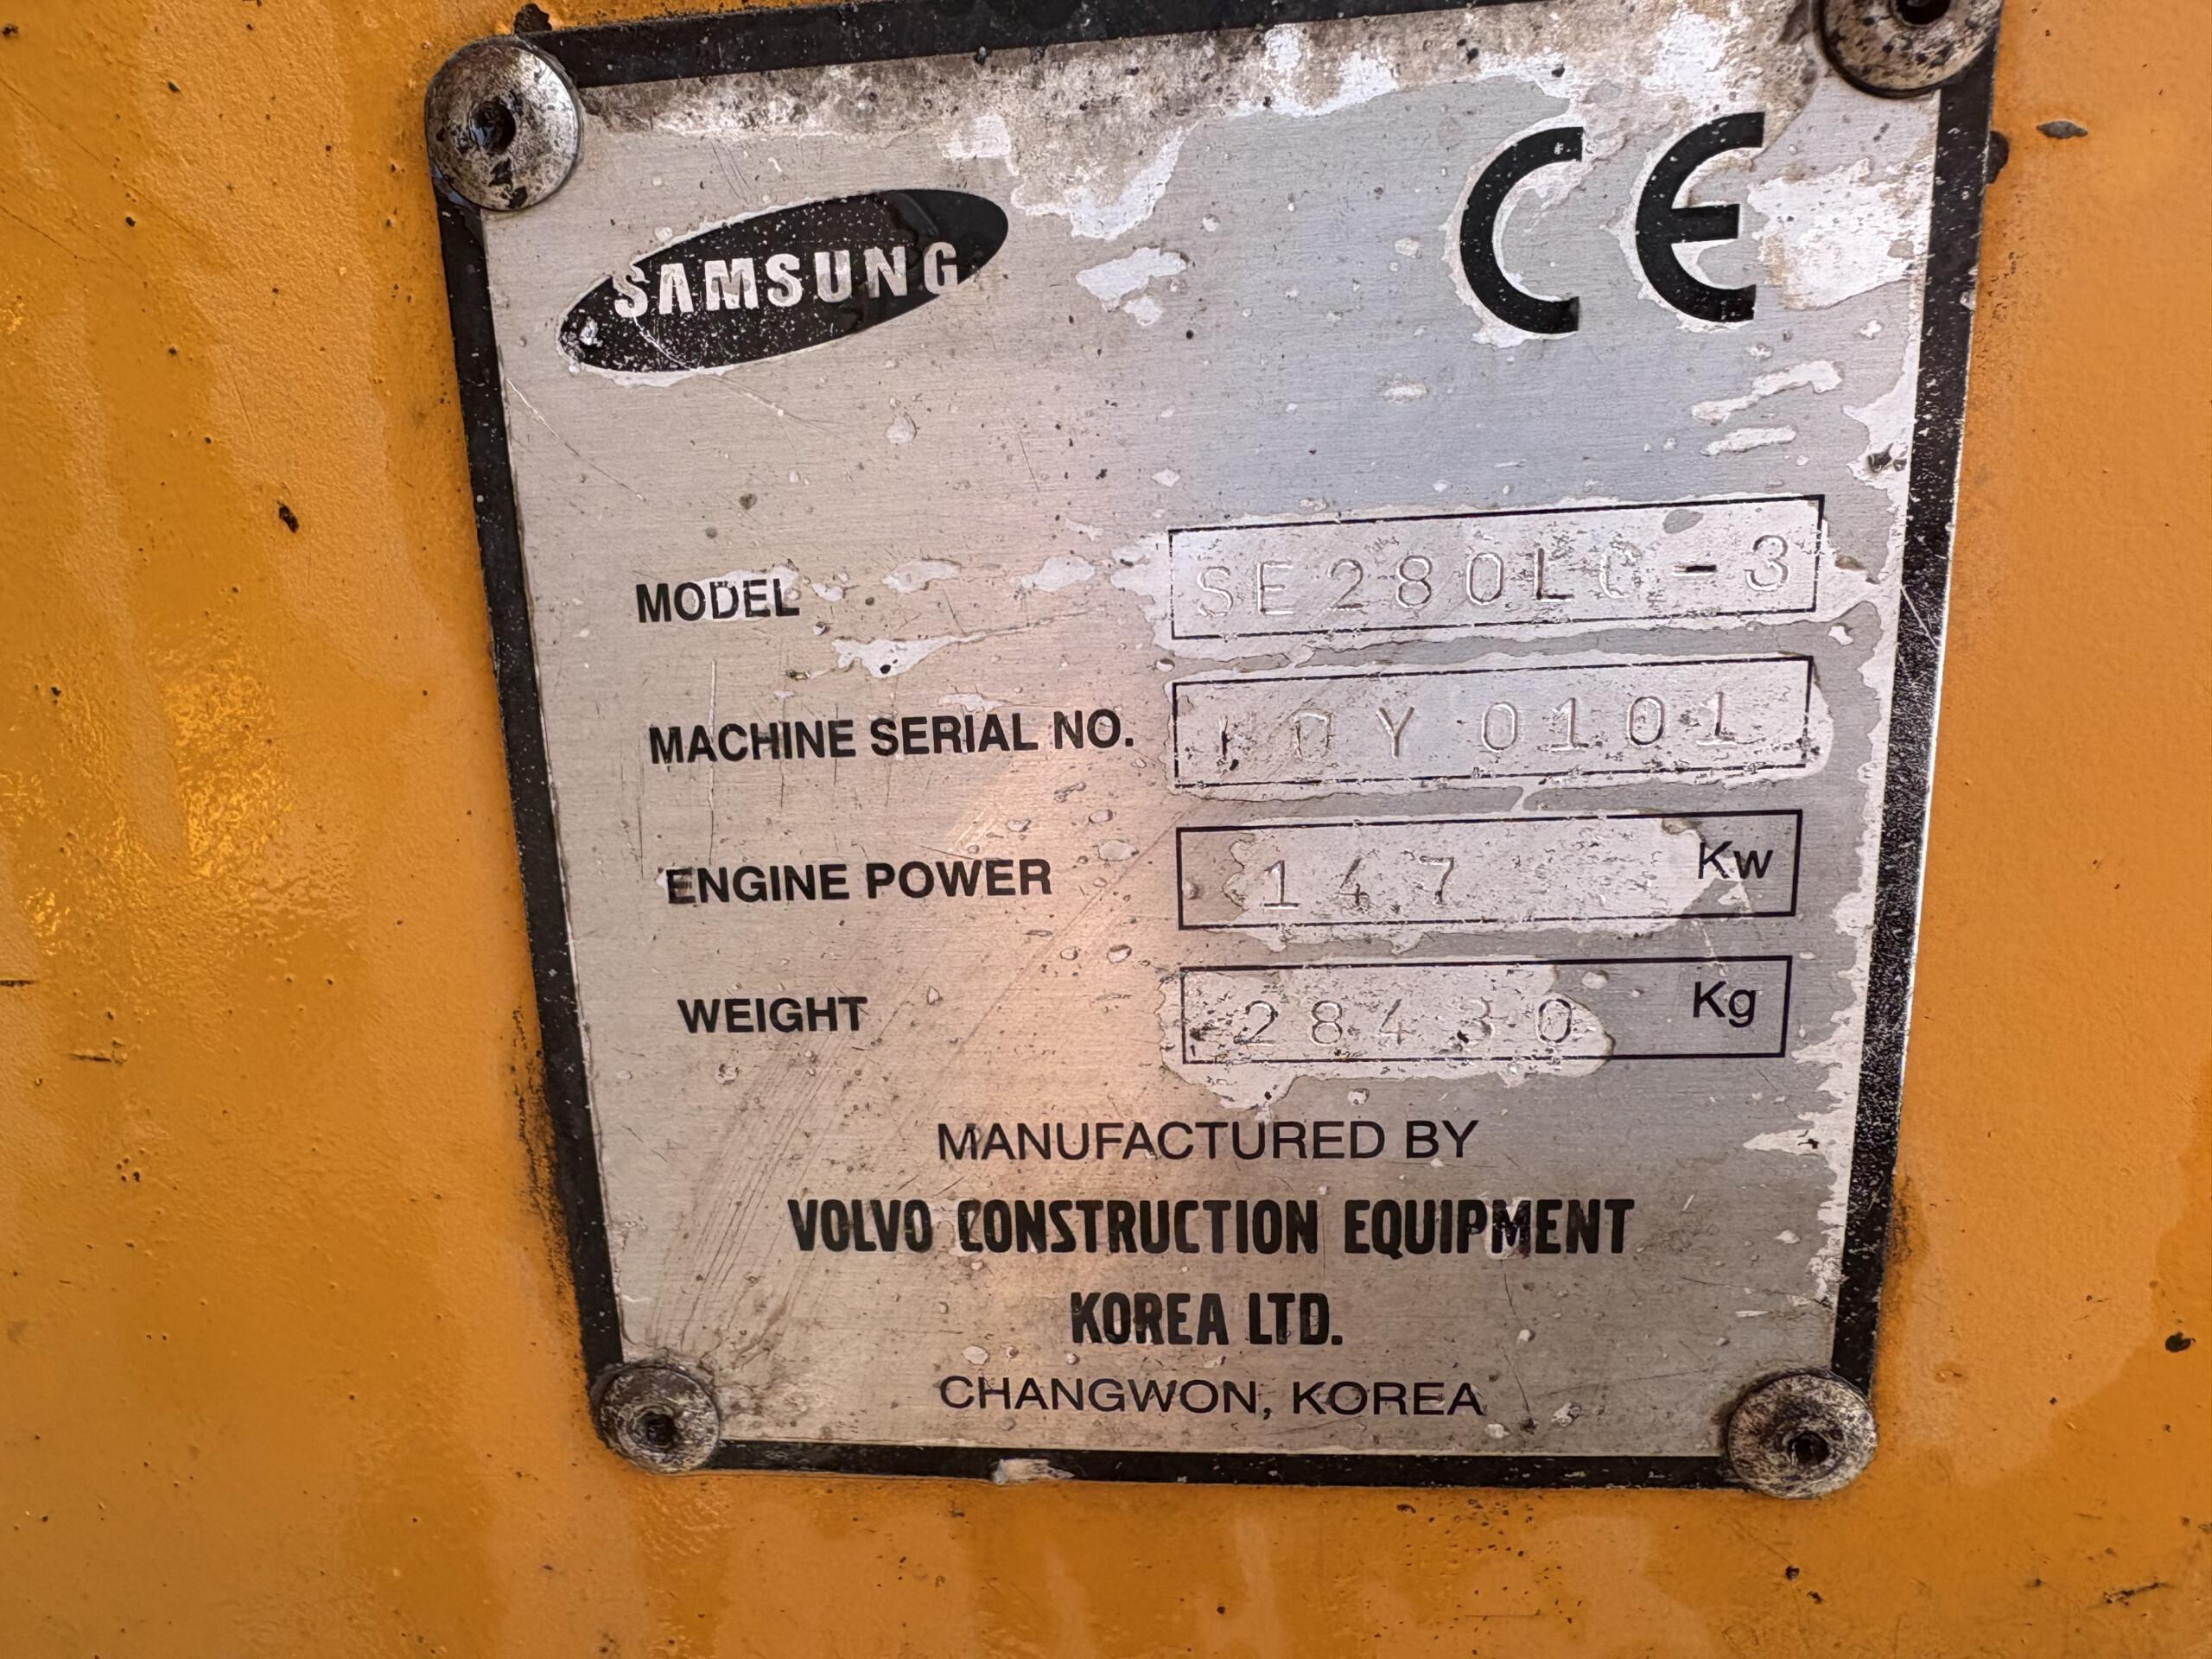 SAMSUNG
CE
MODEL SE280LC-3
MACHINE SERIAL NO. Y 0101
ENGINE POWER 147 Kw
WEIGHT 28430 Kg
MANUFACTURED BY
VOLVO CONSTRUCTION EQUIPMENT
KOREA LTD.
CHANGWON, KOREA